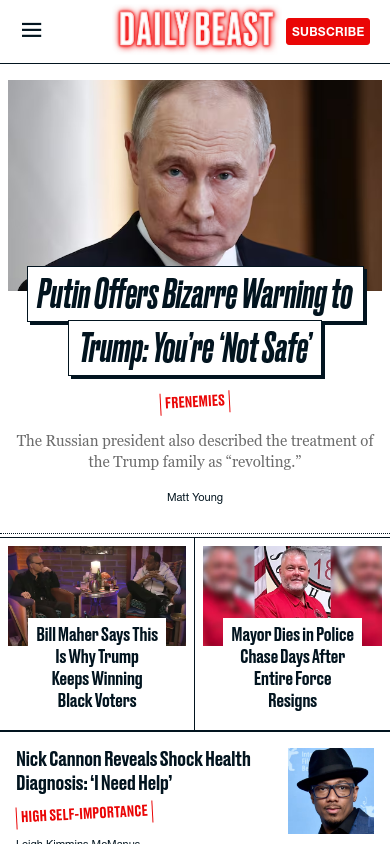 DAILY BEAST
SUBSCRIBE
Putin Offers Bizarre Warning to
Trump: You're ‘Not Safe’
FRENEMIES
The Russian president also described the treatment of
the Trump family as “revolting.”
Matt Young
Bill Maher Says This
Is Why Trump
Keeps Winning
Black Voters
Mayor Dies in Police
Chase Days After
Entire Force
Resigns
Nick Cannon Reveals Shock Health
Diagnosis: ‘I Need Help’
HIGH SELF-IMPORTANCE
Leigh Kimmins McManus